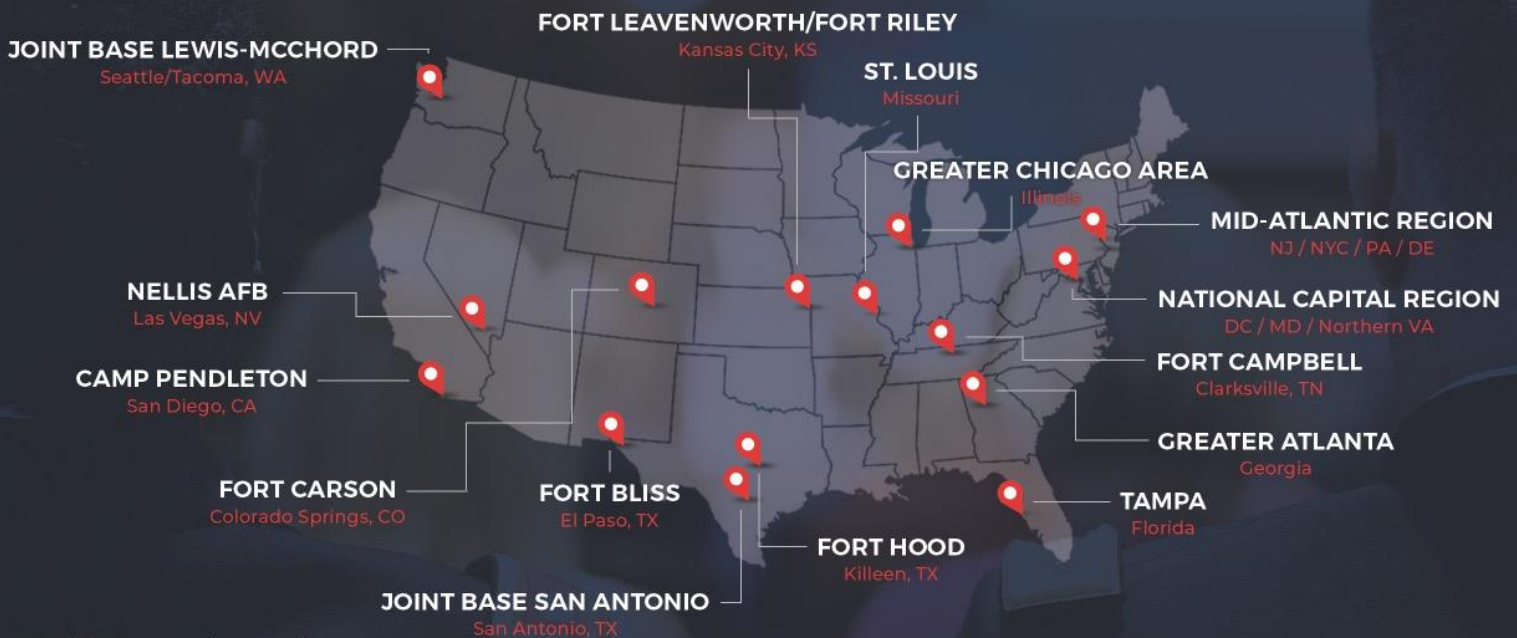 FORT LEAVENWORTH/FORT RILEY
Kansas City, KS
JOINT BASE LEWIS-MCCHORD
Seattle/Tacoma, WA
ST. LOUIS
Missouri
GREATER CHICAGO AREA
Illinois
MID-ATLANTIC REGION
NJ / NYC / PA / DE
NELLIS AFB
Las Vegas, NV
NATIONAL CAPITAL REGION
DC / MD / Northern VA
CAMP PENDLETON
San Diego, CA
FORT CAMPBELL
Clarksville, TN
GREATER ATLANTA
Georgia
FORT CARSON
Colorado Springs, CO
FORT BLISS
El Paso, TX
TAMPA
Florida
FORT HOOD
Killeen, TX
JOINT BASE SAN ANTONIO
San Antonio, TX